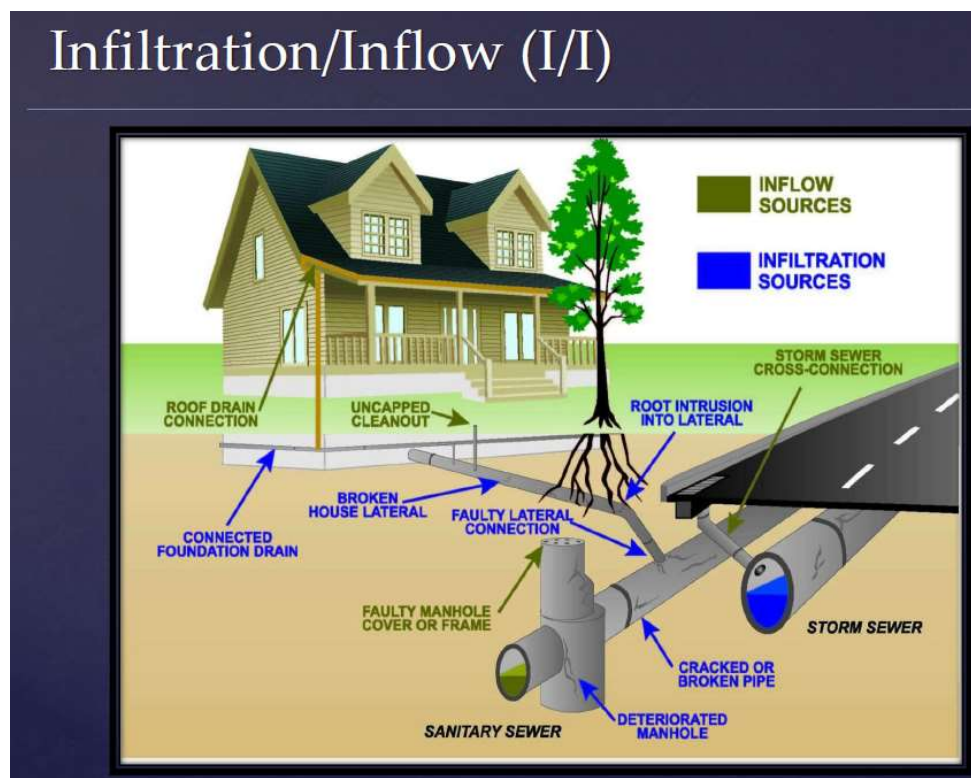 Infiltration/Inflow (I/I)
INFLOW
SOURCES
INFILTRATION
SOURCES
STORM SEWER
CROSS-CONNECTION
ROOF DRAIN
CONNECTION
UNCAPPED
CLEANOUT
ROOT INTRUSION
INTO LATERAL
BROKEN
HOUSE LATERAL
FAULTY LATERAL
CONNECTION
CONNECTED
FOUNDATION DRAIN
FAULTY MANHOLE
COVER OR FRAME
STORM SEWER
CRACKED OR
BROKEN PIPE
DETERIORATED
MANHOLE
SANITARY SEWER